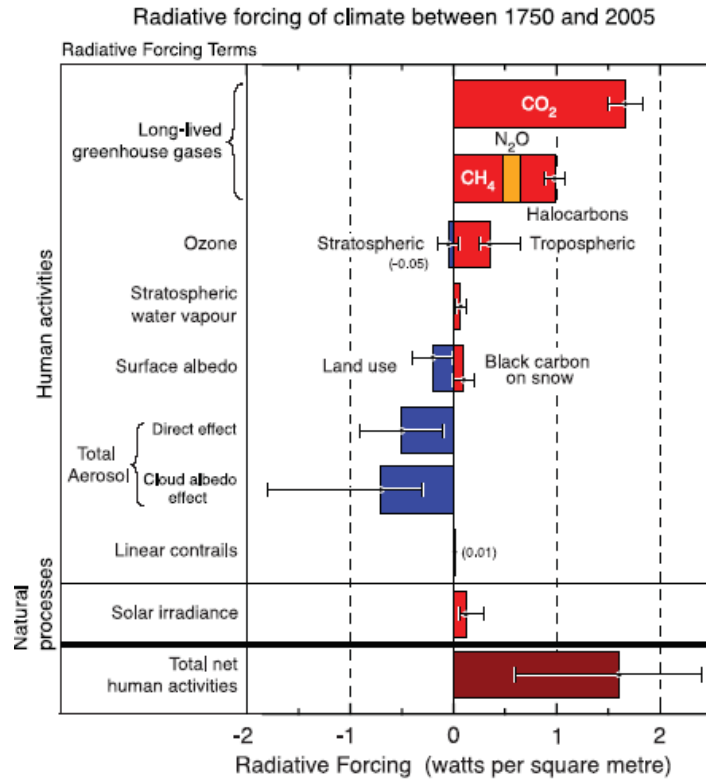 Radiative forcing of climate between 1750 and 2005
Radiative Forcing Terms
CO₂
Long-lived
greenhouse gases
N₂O
CH₄
Halocarbons
Ozone
Stratospheric
(-0.05)
Tropospheric
Stratospheric
water vapour
Human activities
Surface albedo
Land use
Black carbon
on snow
Total
Aerosol
Direct effect
Cloud albedo
effect
Linear contrails
(0.01)
Natural
processes
Solar irradiance
Total net
human activities
-2 -1 0 1 2
Radiative Forcing (watts per square metre)